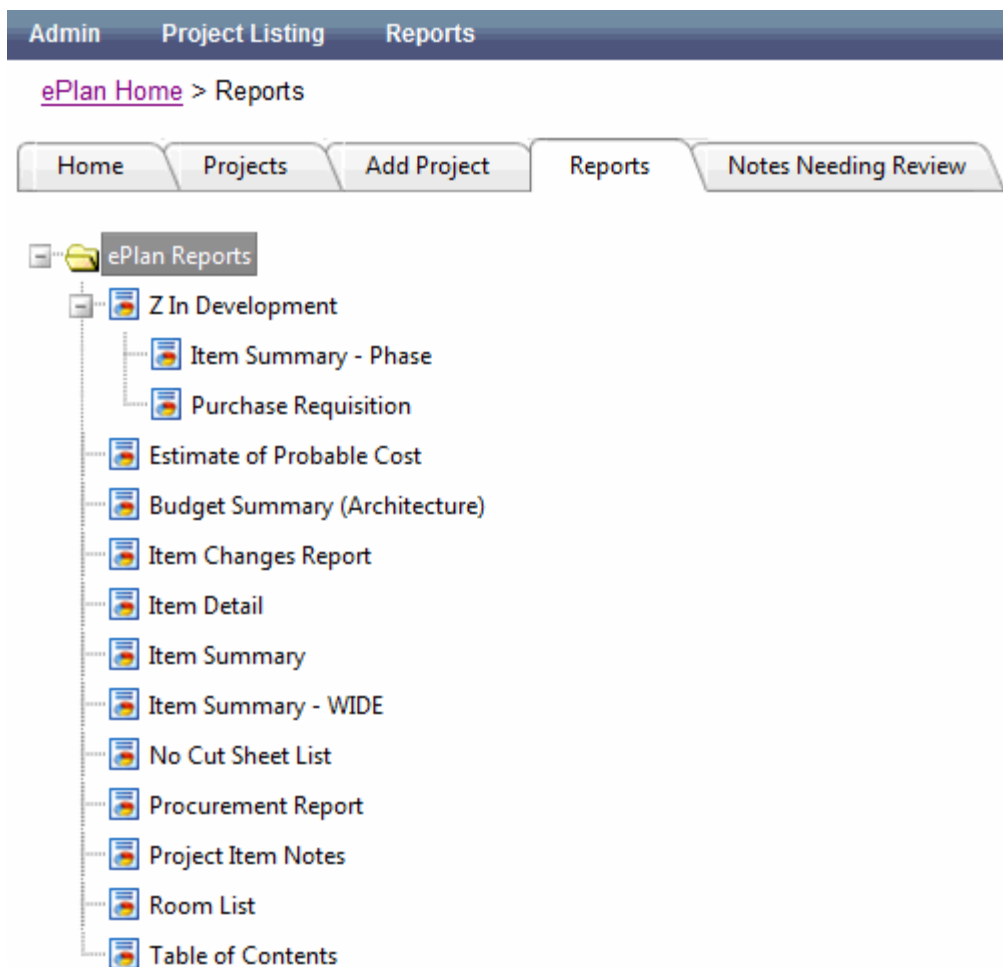 Admin Project Listing Reports
ePlan Home > Reports
Home Projects Add Project Reports Notes Needing Review
ePlan Reports
Z In Development
Item Summary - Phase
Purchase Requisition
Estimate of Probable Cost
Budget Summary (Architecture)
Item Changes Report
Item Detail
Item Summary
Item Summary - WIDE
No Cut Sheet List
Procurement Report
Project Item Notes
Room List
Table of Contents